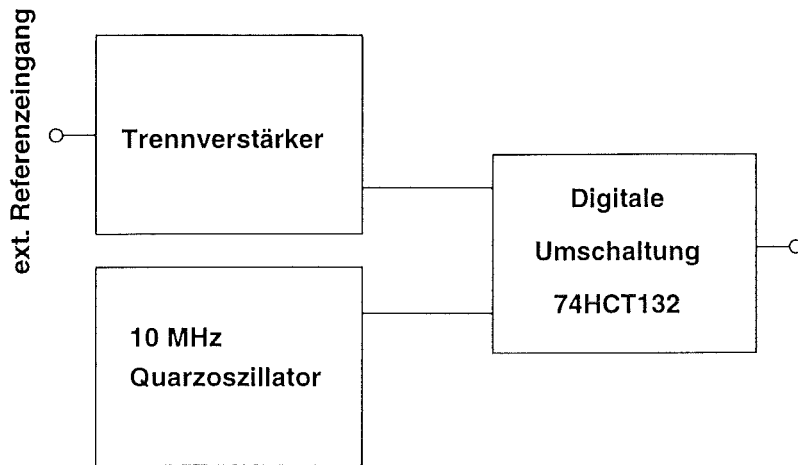 ext. Referenzeingang
Trennverstärker
10 MHz
Quarzoszillator
Digitale
Umschaltung
74HCT132